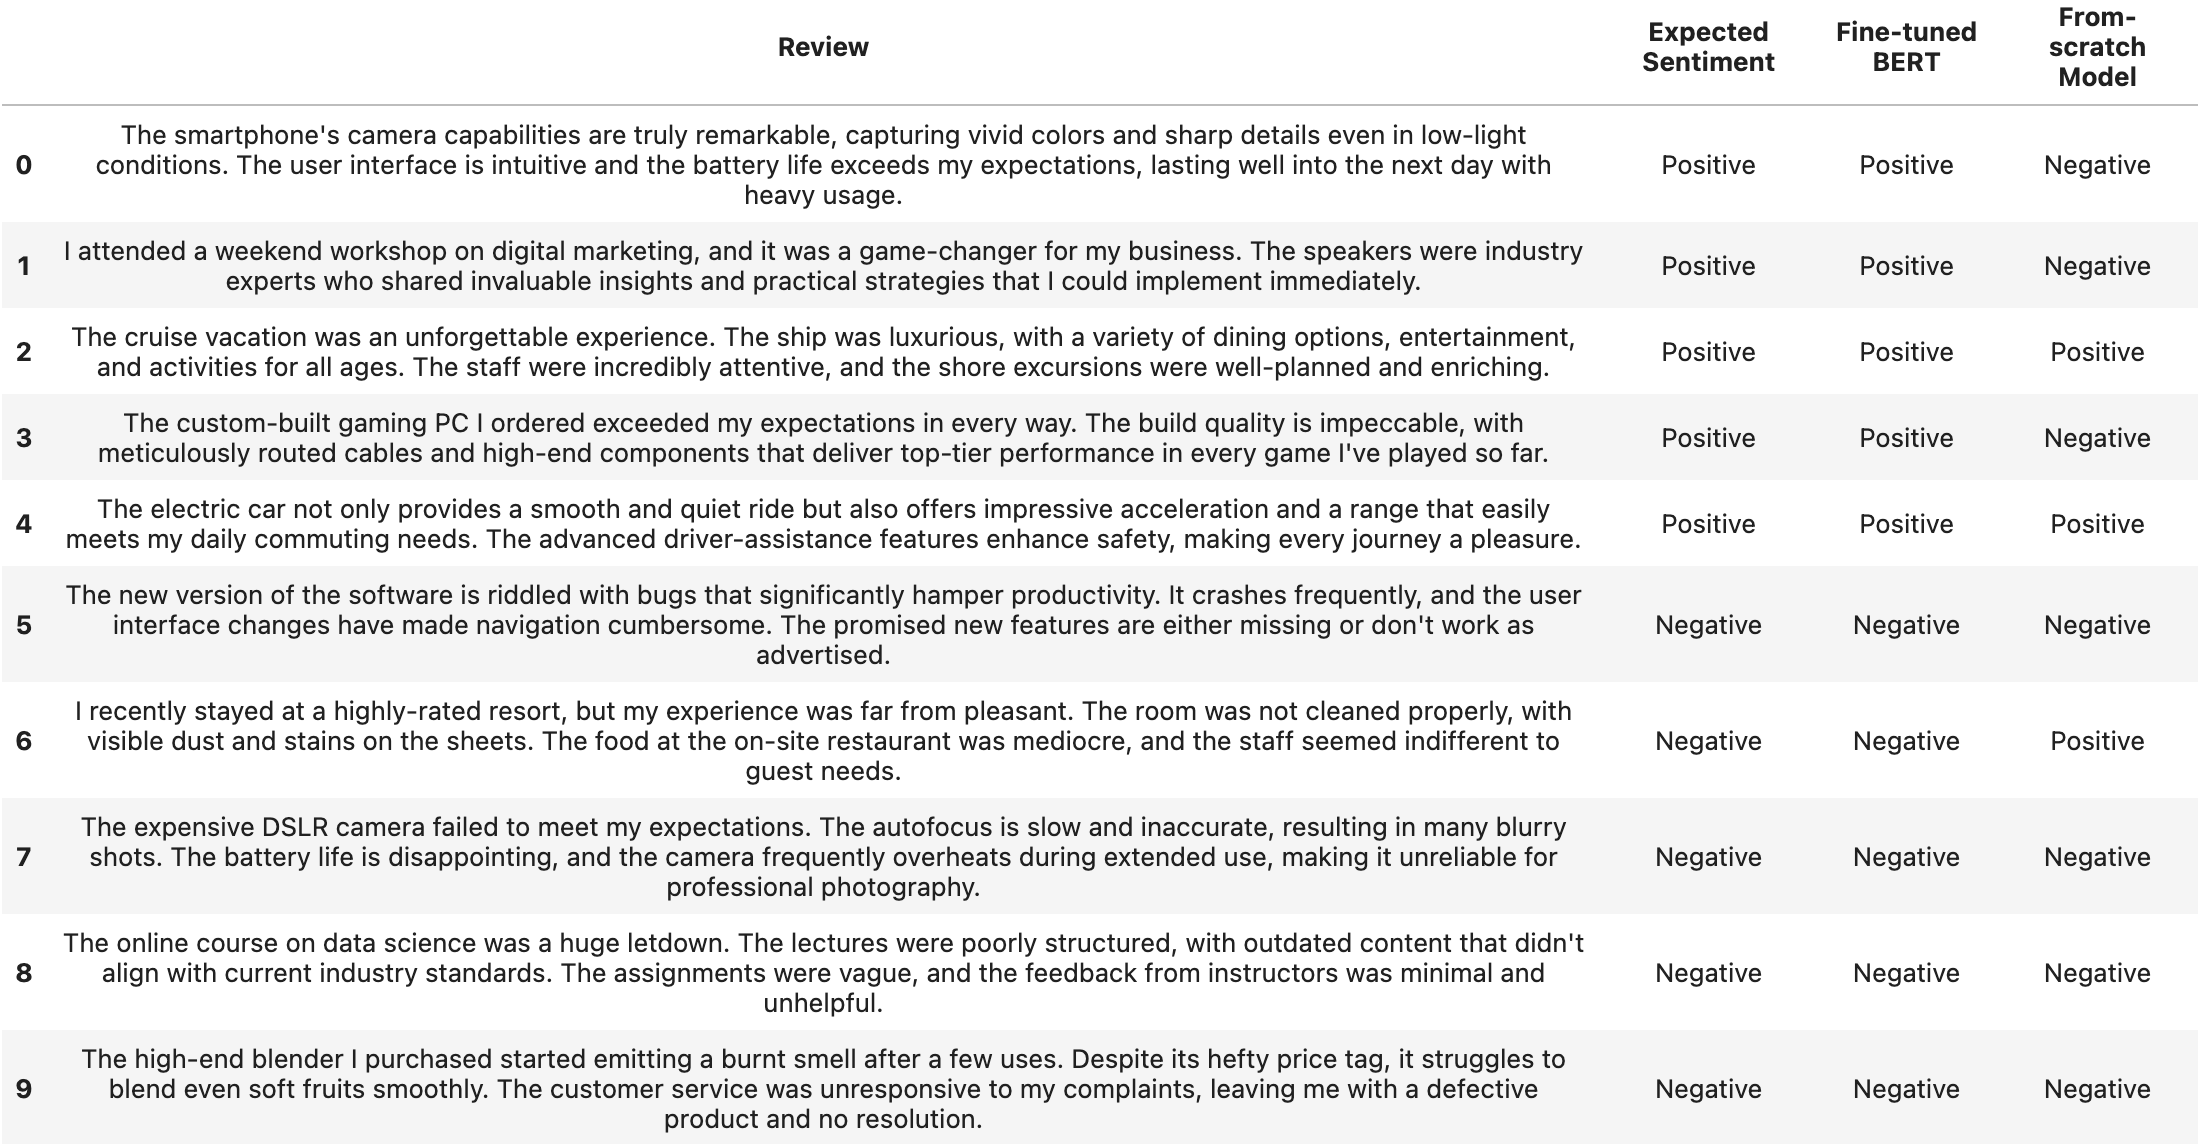 Review Expected Sentiment Fine-tuned BERT From-scratch Model
0 The smartphone's camera capabilities are truly remarkable, capturing vivid colors and sharp details even in low-light
conditions. The user interface is intuitive and the battery life exceeds my expectations, lasting well into the next day with
heavy usage. Positive Positive Negative
1 I attended a weekend workshop on digital marketing, and it was a game-changer for my business. The speakers were industry
experts who shared invaluable insights and practical strategies that I could implement immediately. Positive Positive Negative
2 The cruise vacation was an unforgettable experience. The ship was luxurious, with a variety of dining options, entertainment,
and activities for all ages. The staff were incredibly attentive, and the shore excursions were well-planned and enriching. Positive Positive Positive
3 The custom-built gaming PC I ordered exceeded my expectations in every way. The build quality is impeccable, with
meticulously routed cables and high-end components that deliver top-tier performance in every game I've played so far. Positive Positive Negative
4 The electric car not only provides a smooth and quiet ride but also offers impressive acceleration and a range that easily
meets my daily commuting needs. The advanced driver-assistance features enhance safety, making every journey a pleasure. Positive Positive Positive
5 The new version of the software is riddled with bugs that significantly hamper productivity. It crashes frequently, and the user
interface changes have made navigation cumbersome. The promised new features are either missing or don't work as
advertised. Negative Negative Negative
6 I recently stayed at a highly-rated resort, but my experience was far from pleasant. The room was not cleaned properly, with
visible dust and stains on the sheets. The food at the on-site restaurant was mediocre, and the staff seemed indifferent to
guest needs. Negative Negative Positive
7 The expensive DSLR camera failed to meet my expectations. The autofocus is slow and inaccurate, resulting in many blurry
shots. The battery life is disappointing, and the camera frequently overheats during extended use, making it unreliable for
professional photography. Negative Negative Negative
8 The online course on data science was a huge letdown. The lectures were poorly structured, with outdated content that didn't
align with current industry standards. The assignments were vague, and the feedback from instructors was minimal and
unhelpful. Negative Negative Negative
9 The high-end blender I purchased started emitting a burnt smell after a few uses. Despite its hefty price tag, it struggles to
blend even soft fruits smoothly. The customer service was unresponsive to my complaints, leaving me with a defective
product and no resolution. Negative Negative Negative